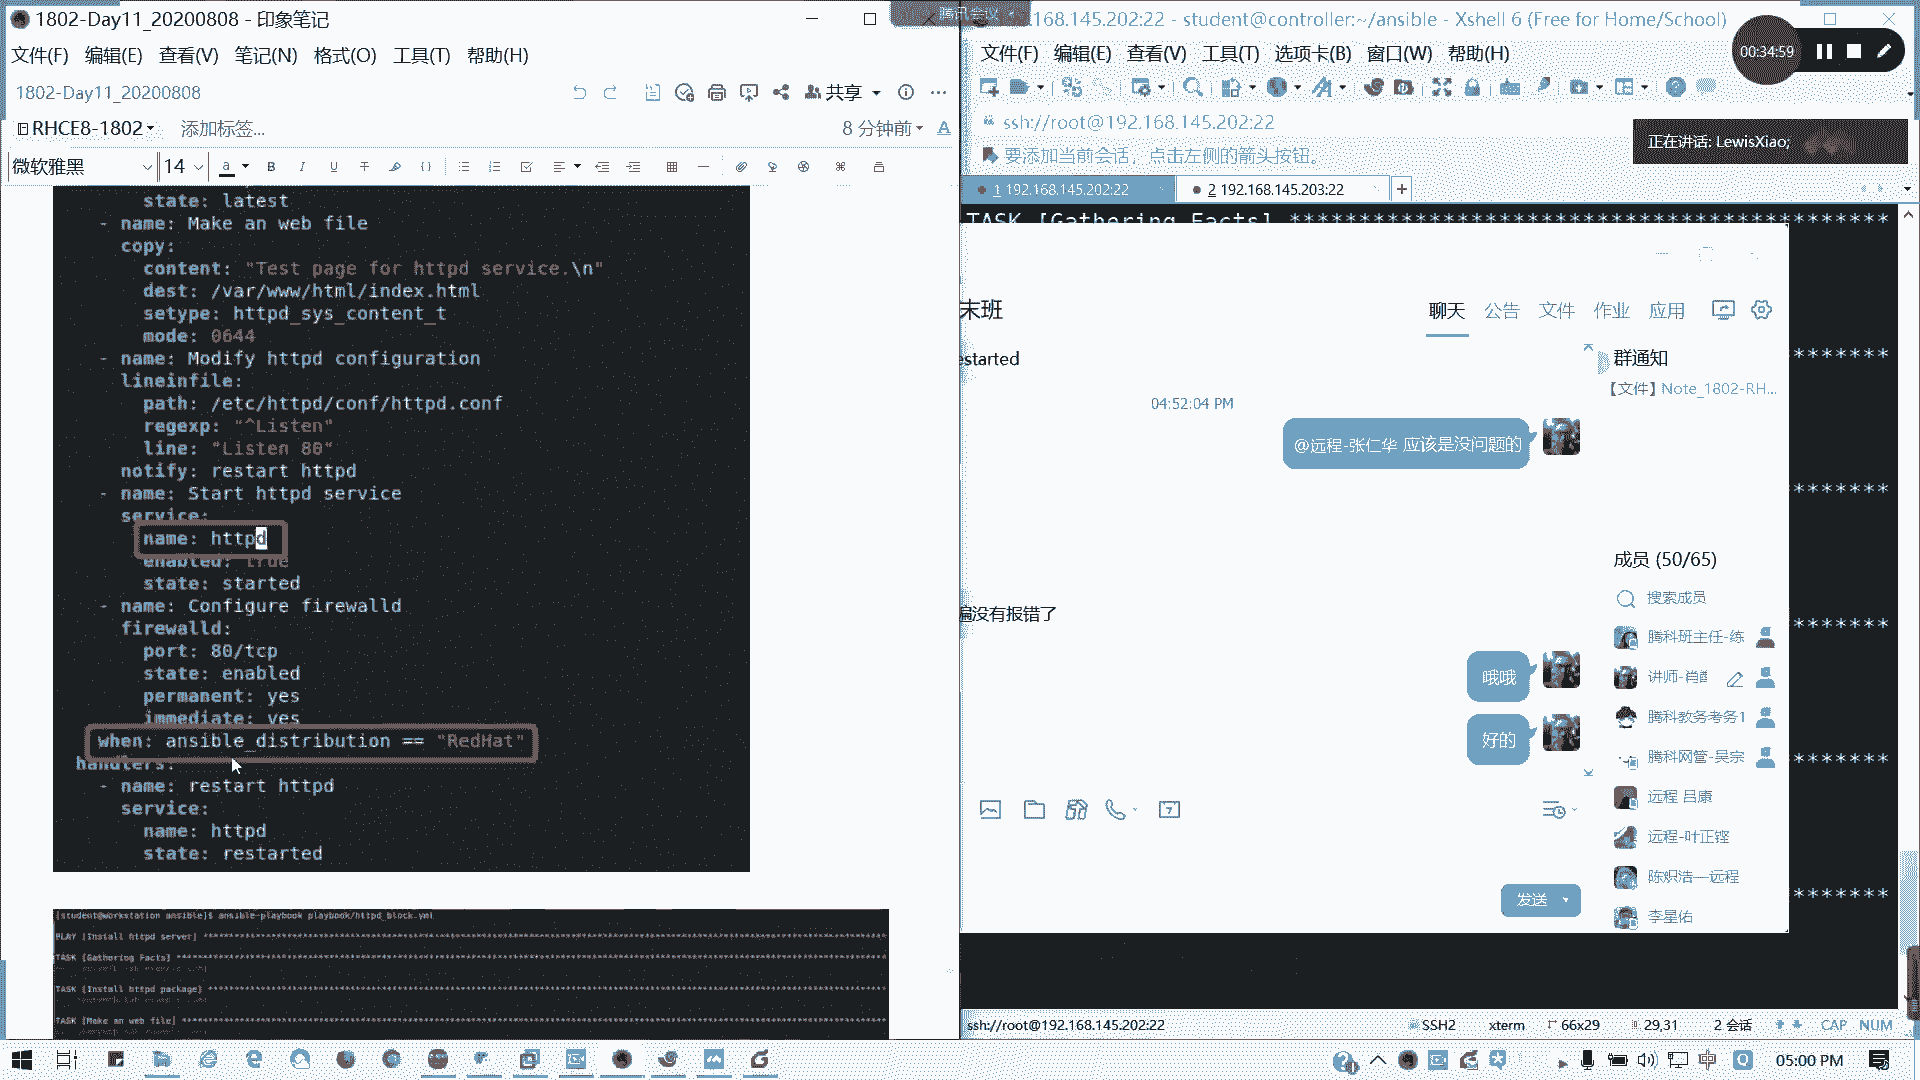 1802-Day11_20200808 - 印象笔记
文件(F) 编辑(E) 查看(V) 笔记(N) 格式(O) 工具(T) 帮助(H)
1802-Day11_20200808
共享
RHCE8-1802
添加标签...
8 分钟前
微软雅黑 14
state: latest
- name: Make an web file
copy:
content: "Test page for httpd service.\n"
dest: /var/www/html/index.html
setype: httpd_sys_content_t
mode: 0644
- name: Modify httpd configuration
lineinfile:
path: /etc/httpd/conf/httpd.conf
regexp: "^Listen"
line: "Listen 80"
notify: restart httpd
- name: Start httpd service
service:
name: httpd
enabled: true
state: started
- name: Configure firewalld
firewalld:
port: 80/tcp
state: enabled
permanent: yes
immediate: yes
when: ansible_distribution == "RedHat"
handlers:
- name: restart httpd
service:
name: httpd
state: restarted
[student@workstation ansible]$ ansible-playbook playbook/httpd_block.yml
PLAY [Install httpd server] ****
TASK [Gathering Facts] ****
TASK [Install httpd package] ****
TASK [Make an web file] ****
腾讯会议
.168.145.202:22 - student@controller:~/ansible - Xshell 6 (Free for Home/School)
文件(F) 编辑(E) 查看(V) 工具(T) 选项卡(B) 窗口(W) 帮助(H)
00:34:59
ssh://root@192.168.145.202:22
要添加当前会话，点击左侧的箭头按钮。
正在讲话: LewisXiao;
1 192.168.145.202:22
2 192.168.145.203:22
TASK [Gathering Facts] ****
末班
聊天 公告 文件 作业 应用
estarted
04:52:04 PM
@远程-张仁华 应该是没问题的
没有报错了
哦哦
好的
发送
群通知
【文件】Note_1802-RH...
成员 (50/65)
搜索成员
腾科班主任-练
讲师-肖
腾科教务考务1
腾科网管-吴宗
远程 吕康
远程-叶正铿
陈炽浩—远程
李星佑
ssh://root@192.168.145.202:22
SSH2 xterm 66x29 29,31 2 会话 CAP NUM
中
05:00 PM